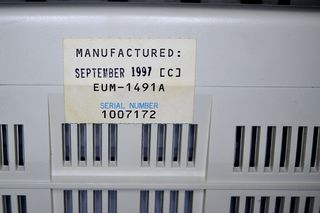 MANUFACTURED:
SEPTEMBER 1997 [C]
EUM-1491A
SERIAL NUMBER
1007172